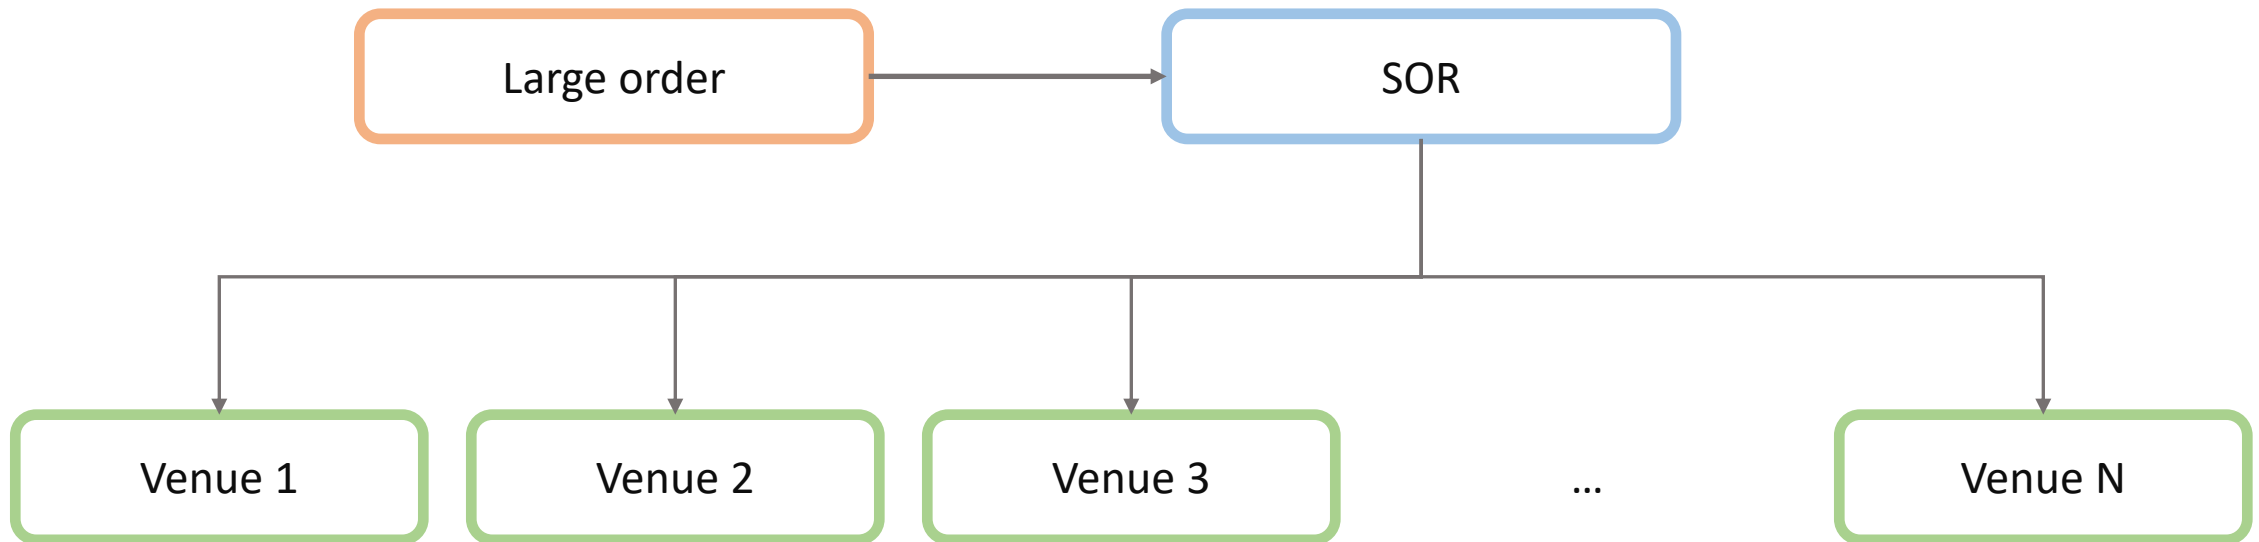 Large order
SOR
Venue 1
Venue 2
Venue 3
...
Venue N